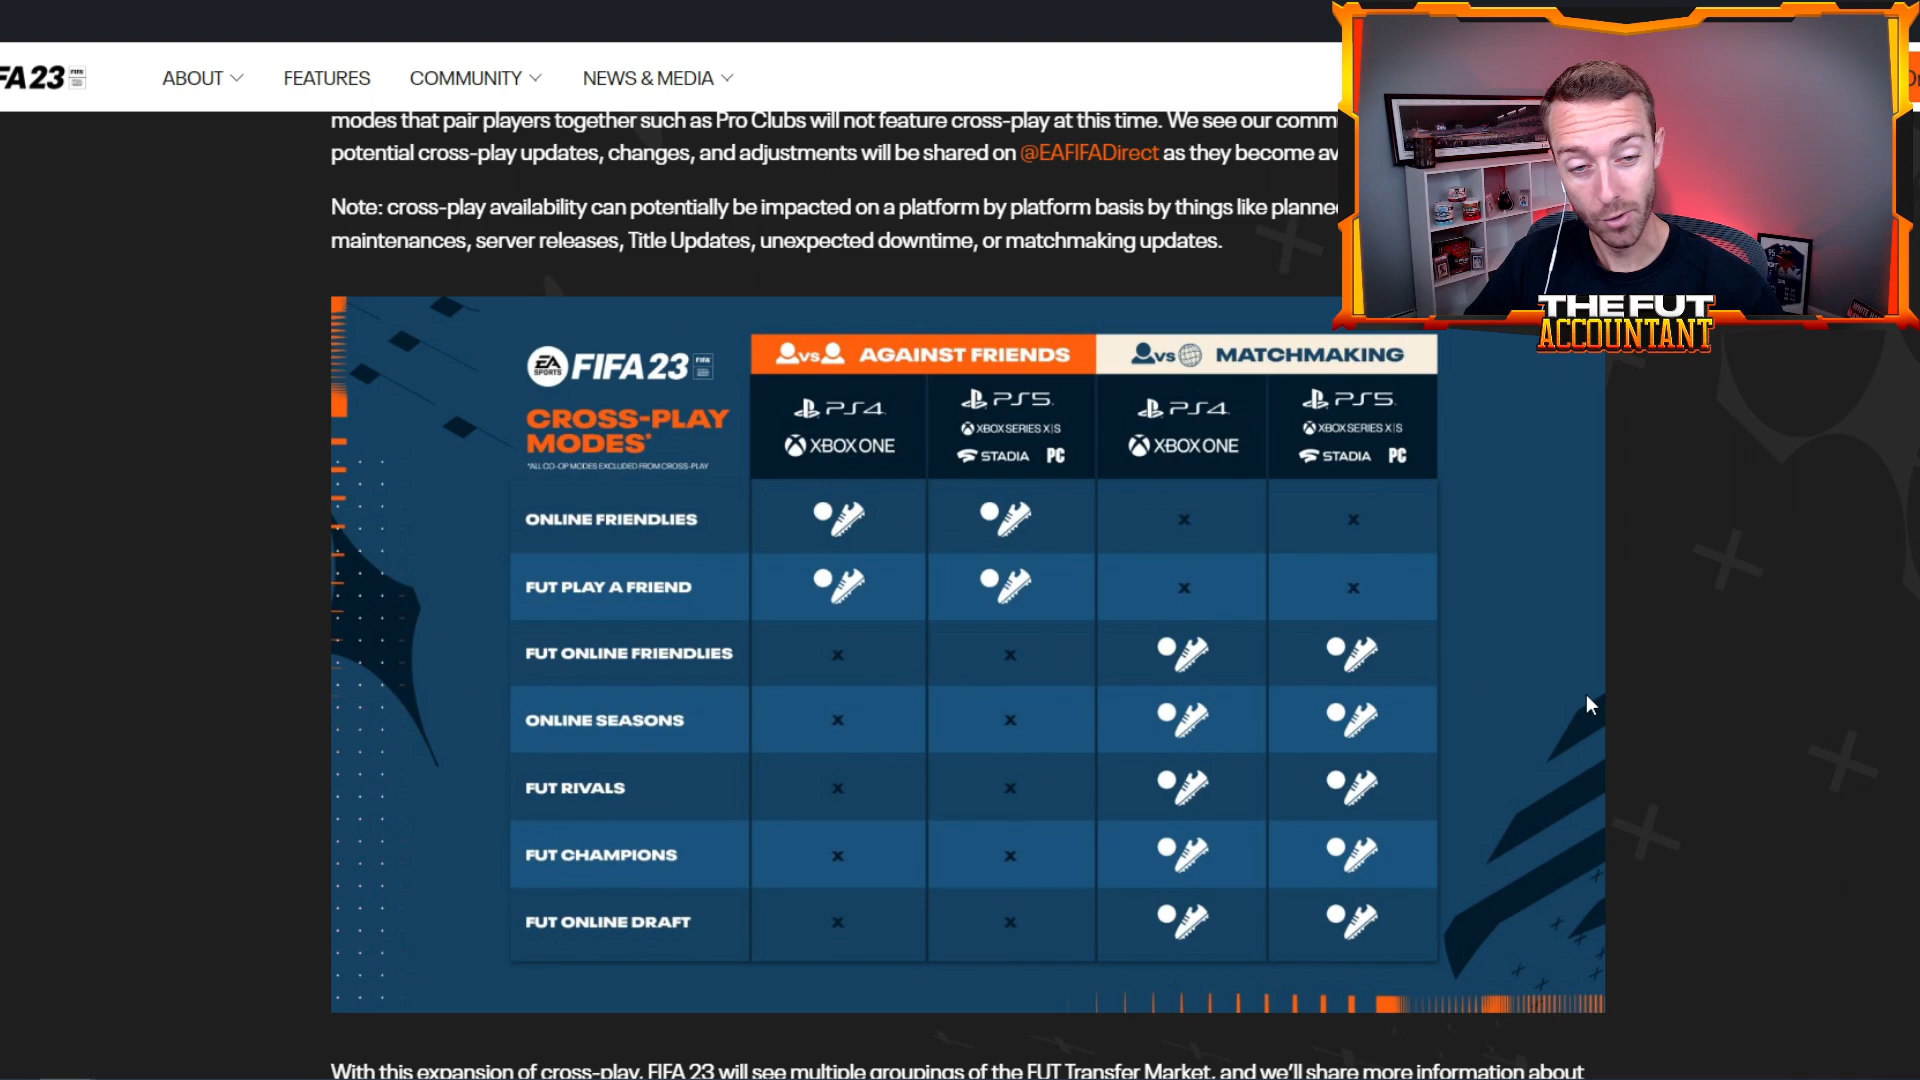 FA 23
ABOUT
FEATURES
COMMUNITY
NEWS & MEDIA
modes that pair players together such as Pro Clubs will not feature cross-play at this time. We see our comm
potential cross-play updates, changes, and adjustments will be shared on @EAFIFADirect as they become av
Note: cross-play availability can potentially be impacted on a platform by platform basis by things like planned
maintenances, server releases, Title Updates, unexpected downtime, or matchmaking updates.
THE FUT
ACCOUNTANT
EA SPORTS FIFA 23
CROSS-PLAY
MODES*
*ALL CO-OP MODES EXCLUDED FROM CROSS-PLAY
VS AGAINST FRIENDS
VS MATCHMAKING
PS4
XBOX ONE
PS5
XBOX SERIES X|S
STADIA PC
PS4
XBOX ONE
PS5
XBOX SERIES X|S
STADIA PC
ONLINE FRIENDLIES x x
FUT PLAY A FRIEND x x
FUT ONLINE FRIENDLIES x x
ONLINE SEASONS x x
FUT RIVALS x x
FUT CHAMPIONS x x
FUT ONLINE DRAFT x x
With this expansion of cross-play, FIFA 23 will see multiple groupings of the FUT Transfer Market, and we'll share more information about